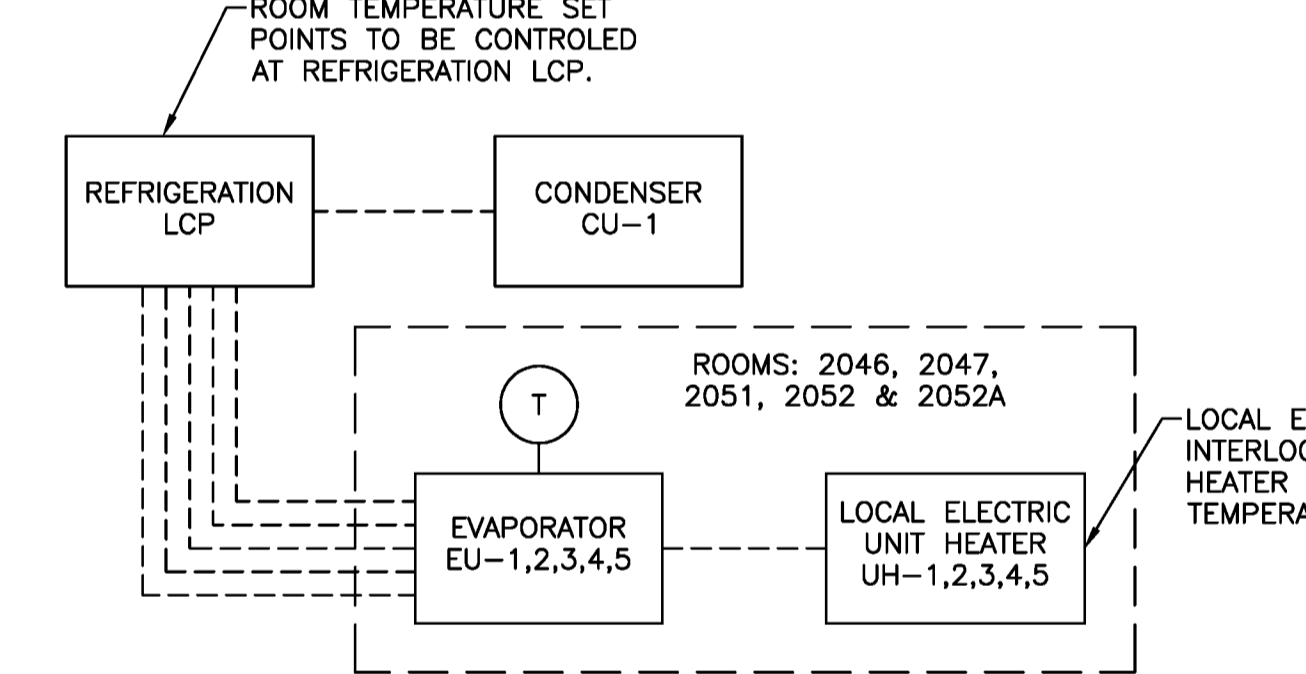 ROOM TEMPERATURE SET
POINTS TO BE CONTROLED
AT REFRIGERATION LCP.
REFRIGERATION
LCP
CONDENSER
CU-1
ROOMS: 2046, 2047,
2051, 2052 & 2052A
T
EVAPORATOR
EU-1,2,3,4,5
LOCAL ELECTRIC
UNIT HEATER
UH-1,2,3,4,5
LOCAL
HEATER